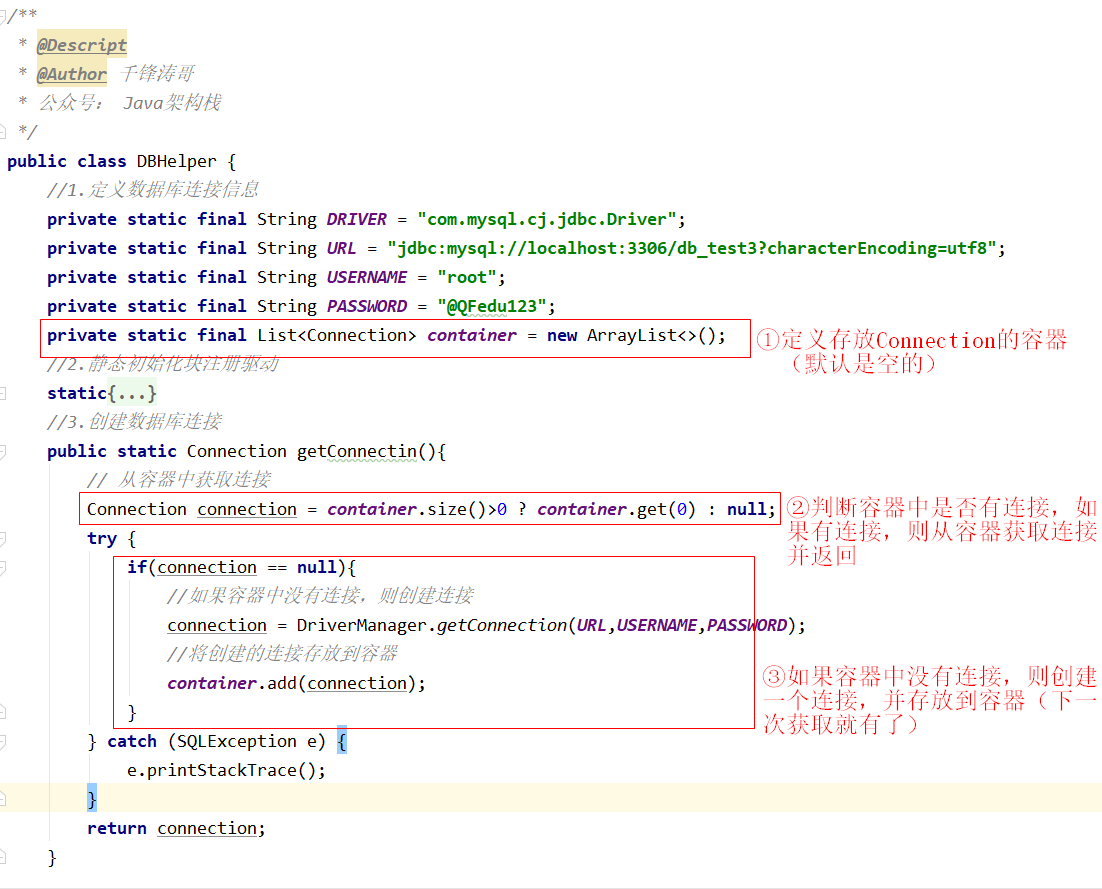 /**
 * @Descript
 * @Author 千锋涛哥
 * 公众号： Java架构栈
 */
public class DBHelper {
//1.定义数据库连接信息
private static final String DRIVER = "com.mysql.cj.jdbc.Driver";
private static final String URL = "jdbc:mysql://localhost:3306/db_test3?characterEncoding=utf8";
private static final String USERNAME = "root";
private static final String PASSWORD = "@QFedu123";
private static final List<Connection> container = new ArrayList<>();
①定义存放Connection的容器
（默认是空的）
//2.静态初始化块注册驱动
static{...}
//3.创建数据库连接
public static Connection getConnectin(){
// 从容器中获取连接
Connection connection = container.size()>0 ? container.get(0) : null;
②判断容器中是否有连接，如
果有连接，则从容器获取连接
并返回
try {
if(connection == null){
//如果容器中没有连接，则创建连接
connection = DriverManager.getConnection(URL,USERNAME,PASSWORD);
//将创建的连接存放到容器
container.add(connection);
}
③如果容器中没有连接，则创建
一个连接，并存放到容器（下一
次获取就有了）
} catch (SQLException e) {
e.printStackTrace();
}
return connection;
}